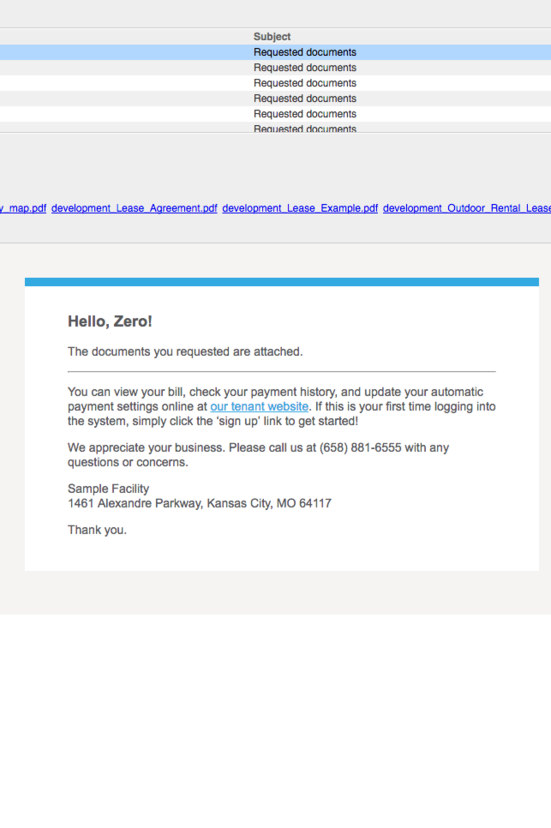 Subject
Requested documents
Requested documents
Requested documents
Requested documents
Requested documents
Requested documents
y_map.pdf development_Lease_Agreement.pdf development_Lease_Example.pdf development_Outdoor_Rental_Lease
Hello, Zero!
The documents you requested are attached.
You can view your bill, check your payment history, and update your automatic
payment settings online at our tenant website. If this is your first time logging into
the system, simply click the ‘sign up’ link to get started!
We appreciate your business. Please call us at (658) 881-6555 with any
questions or concerns.
Sample Facility
1461 Alexandre Parkway, Kansas City, MO 64117
Thank you.